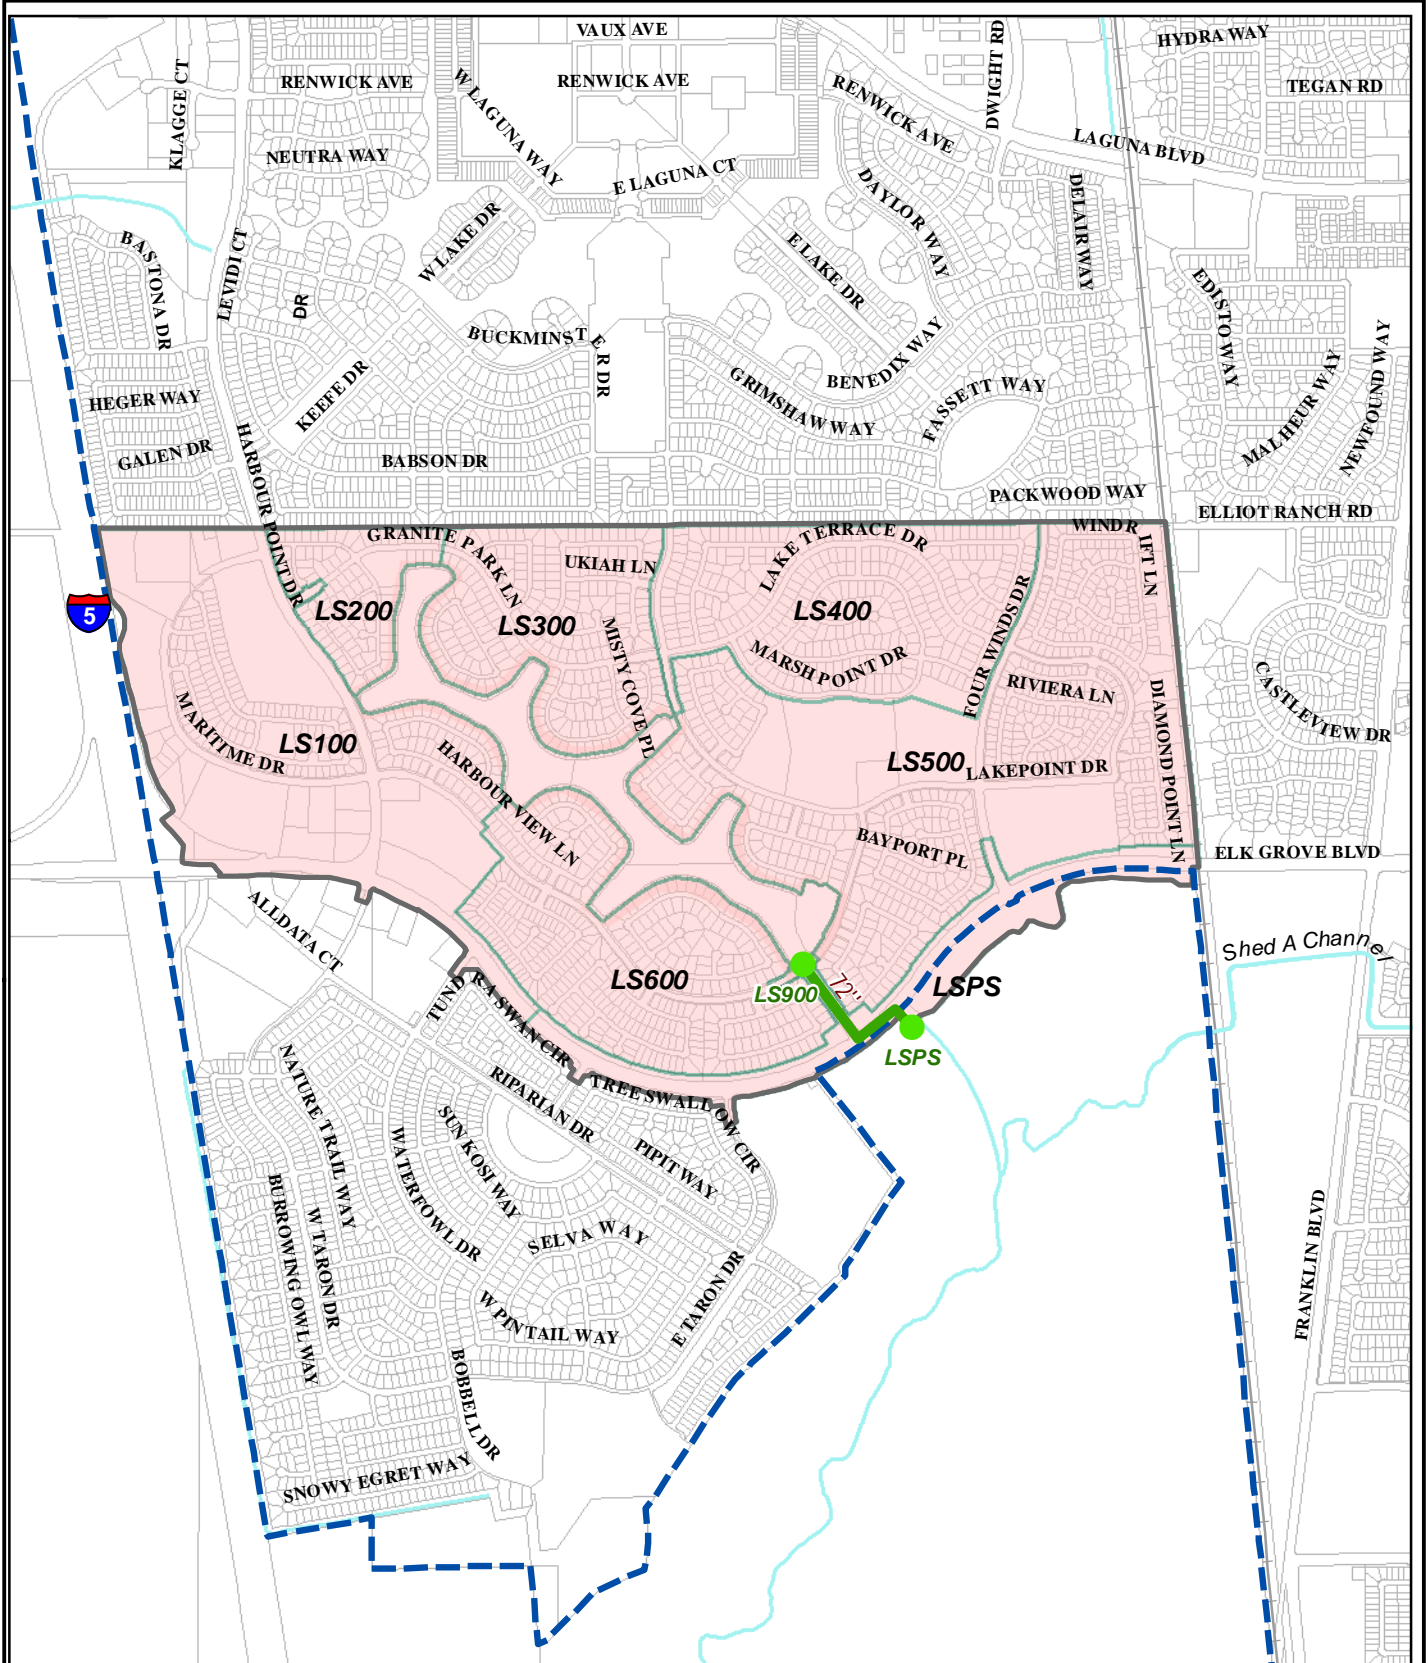 VAUX AVE
HYDRA WAY
RENWICK AVE
RENWICK AVE
TEGAN RD
KLAGGE CT
W LAGUNA WAY
RENWICK AVE
DWIGHT RD
LAGUNA BLVD
NEUTRA WAY
E LAGUNA CT
DAYLOR WAY
DELAIR WAY
BASTONA DR
LEVIDI CT
W LAKE DR
E LAKE DR
DR
EDISTO WAY
BUCKMINSTER DR
KEEFE DR
BENEDIX WAY
GRIMSHAW WAY
FASSETT WAY
MALHEUR WAY
NEWFOUND WAY
HEGER WAY
GALEN DR
HARBOUR POINT DR
BABSON DR
PACKWOOD WAY
ELLIOT RANCH RD
GRANITE PARK LN
UKIAH LN
LAKE TERRACE DR
WINDRIFT LN
5
LS200
LS300
LS400
MISTY COVE PL
MARSH POINT DR
FOUR WINDS DR
RIVIERA LN
DIAMOND POINT LN
CASTLEVIEW DR
MARITIME DR
LS100
HARBOUR VIEW LN
LS500
LAKEPOINT DR
BAYPORT PL
ELK GROVE BLVD
ALLDATA CT
Shed A Channel
LS600
LS900
72"
LSPS
LSPS
TUNDRA SWAN CIR
TREE SWALLOW CIR
RIPARIAN DR
NATURE TRAIL WAY
SUN KOSI WAY
WATERFOWL DR
PIPIT WAY
BURROWING OWL WAY
W TARON DR
SELVA WAY
E TARON DR
W PINTAIL WAY
FRANKLIN BLVD
BOBBELL DR
SNOWY EGRET WAY